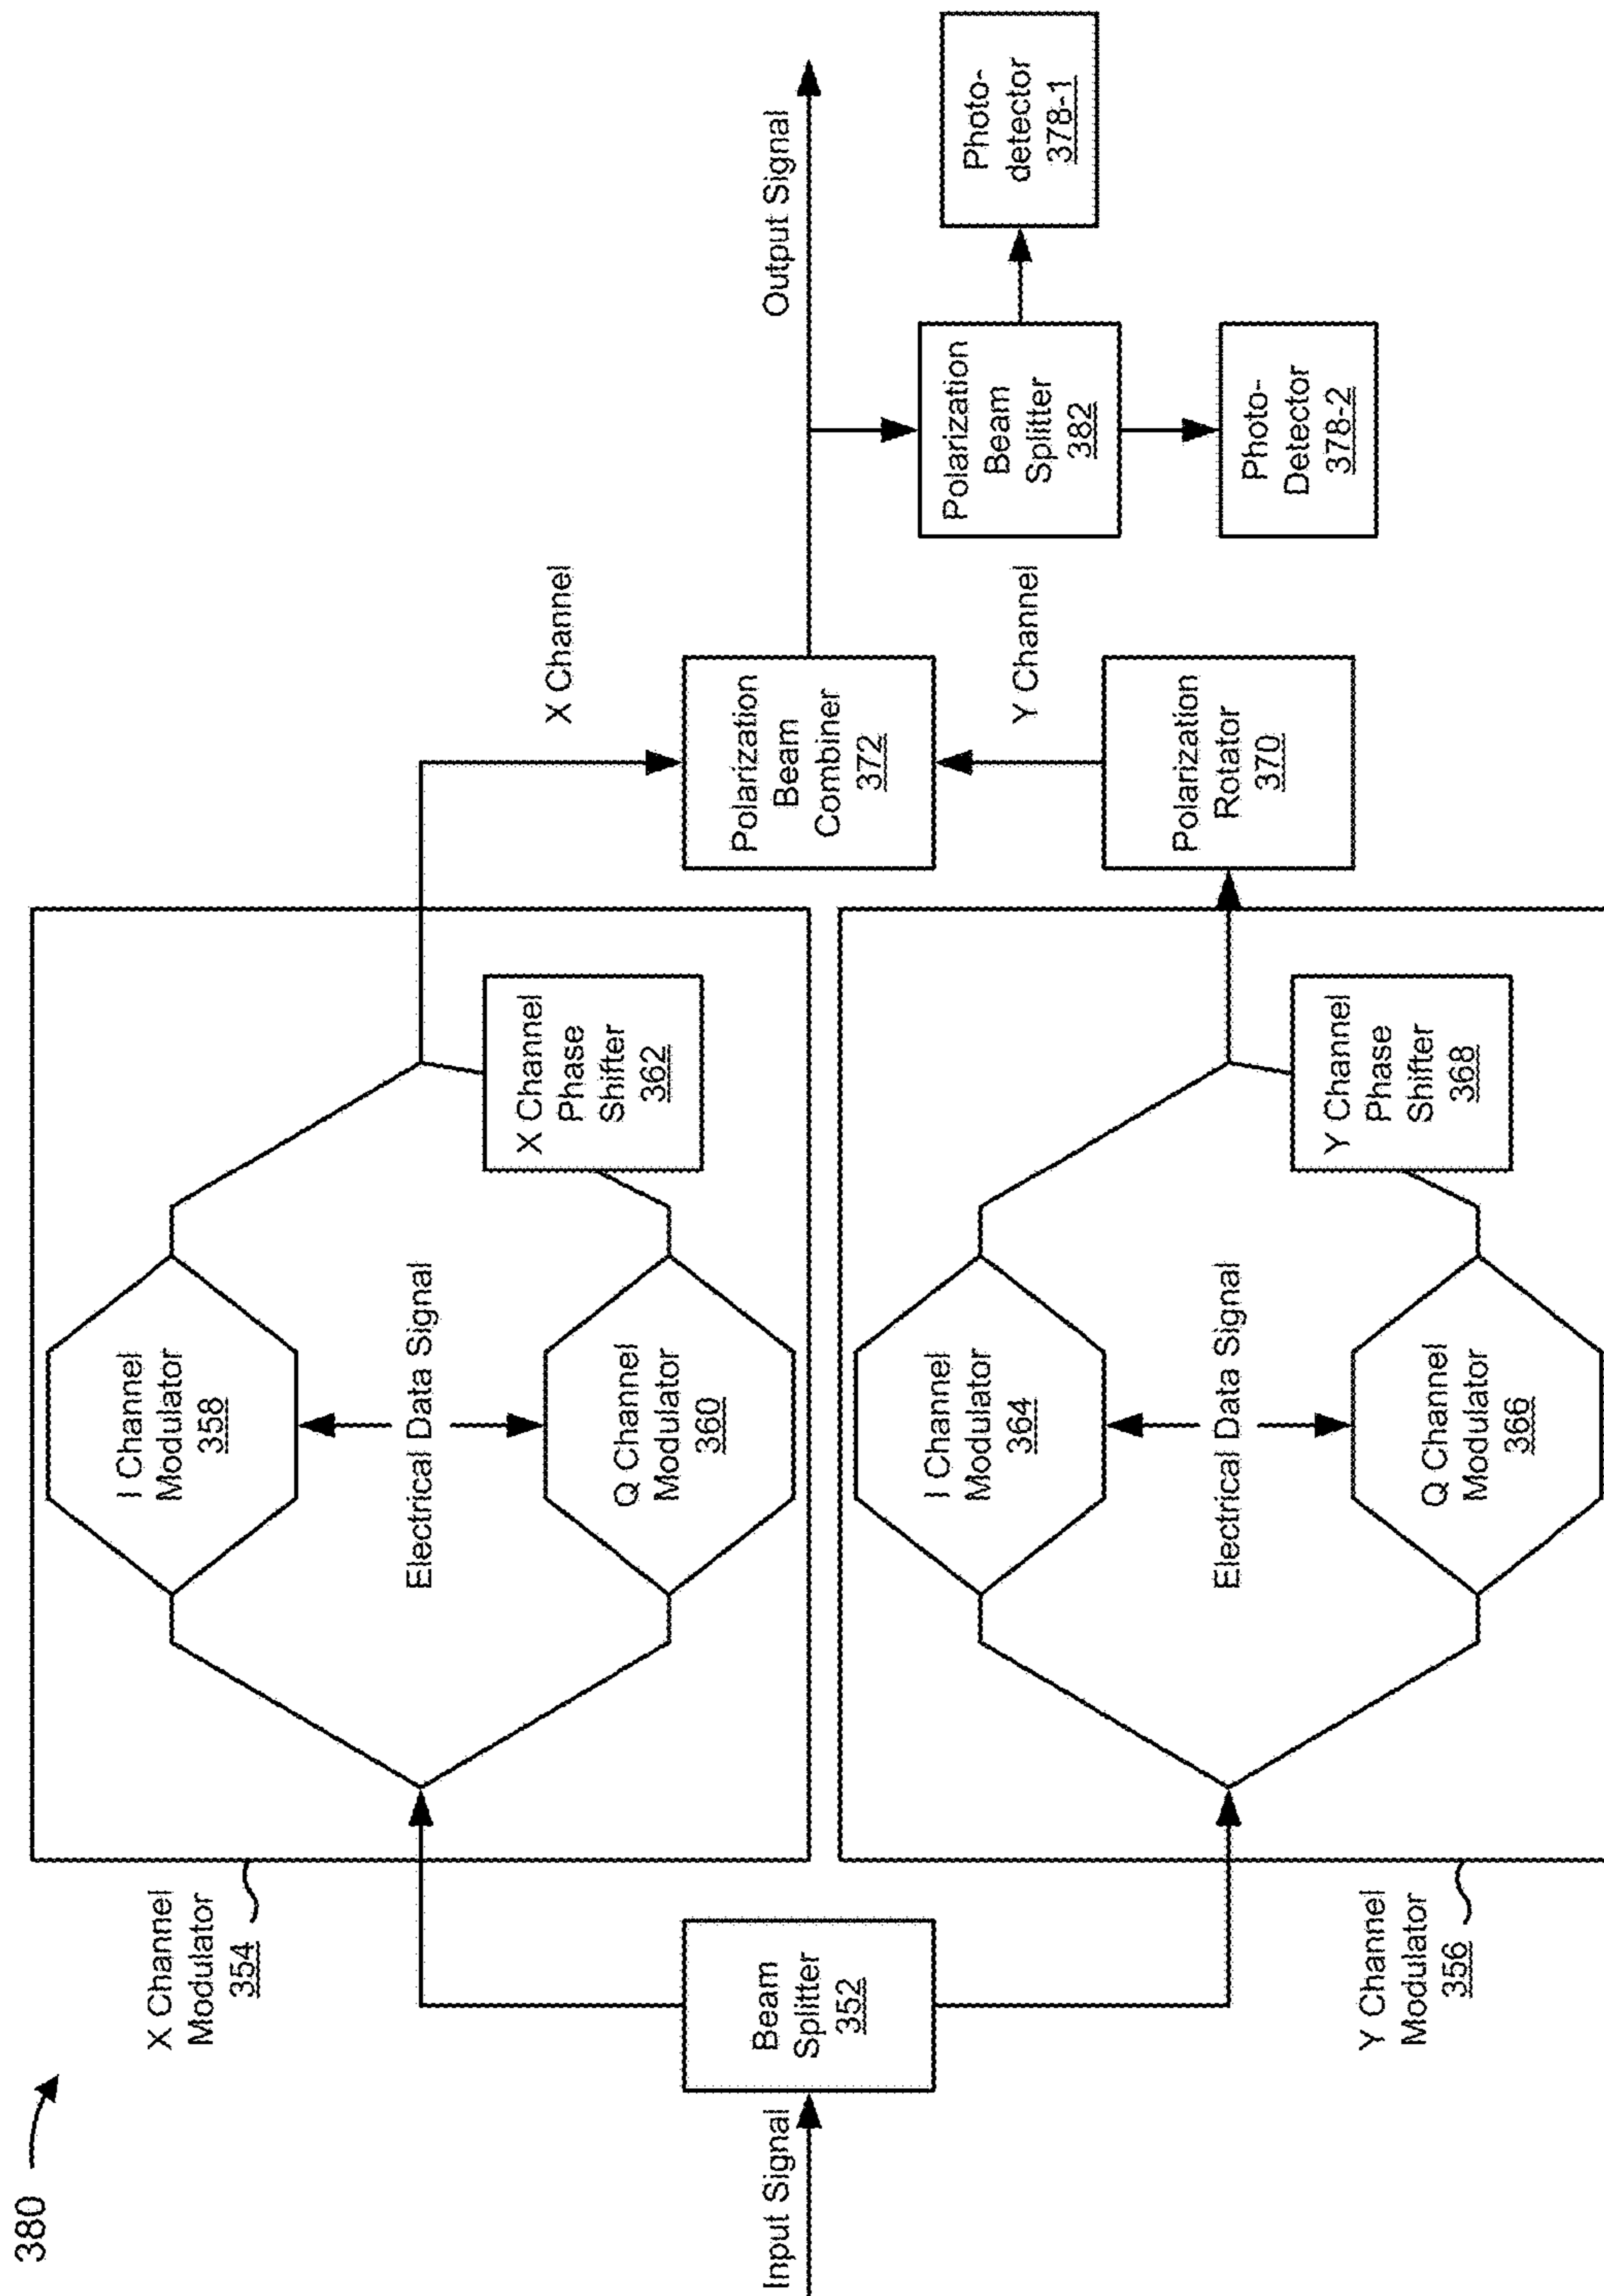 380
Input Signal
Beam
Splitter
352
X Channel
Modulator
354
Y Channel
Modulator
356
I Channel
Modulator
358
Electrical Data Signal
Q Channel
Modulator
360
X Channel
Phase
Shifter
362
I Channel
Modulator
364
Electrical Data Signal
Q Channel
Modulator
366
Y Channel
Phase
Shifter
368
X Channel
Polarization
Beam
Combiner
372
Y Channel
Polarization
Rotator
370
Output Signal
Polarization
Beam
Splitter
382
Photo-
detector
378-1
Photo-
Detector
378-2